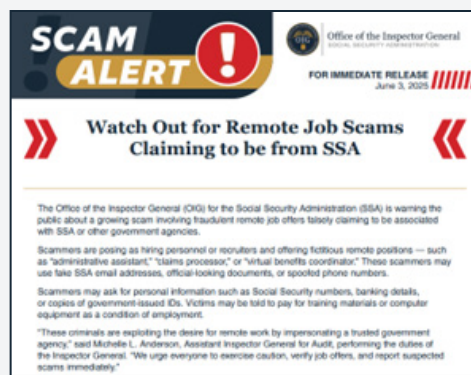 SCAM
ALERT
Office of the Inspector General
SOCIAL SECURITY ADMINISTRATION
OIG
FOR IMMEDIATE RELEASE
June 3, 2025
Watch Out for Remote Job Scams
Claiming to be from SSA
The Office of the Inspector General (OIG) for the Social Security Administration (SSA) is warning the
public about a growing scam involving fraudulent remote job offers falsely claiming to be associated
with SSA or other government agencies.
Scammers are posing as hiring personnel or recruiters and offering fictitious remote positions — such
as "administrative assistant," "claims processor," or "virtual benefits coordinator." These scammers may
use fake SSA email addresses, official-looking documents, or spoofed phone numbers.
Scammers may ask for personal information such as Social Security numbers, banking details,
or copies of government-issued IDs. Victims may be told to pay for training materials or computer
equipment as a condition of employment.
"These criminals are exploiting the desire for remote work by impersonating a trusted government
agency," said Michelle L. Anderson, Assistant Inspector General for Audit, performing the duties of
the Inspector General. "We urge everyone to exercise caution, verify job offers, and report suspected
scams immediately."